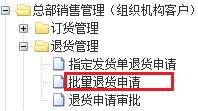 总部销售管理（组织机构客户）
订货管理
退货管理
指定发货单退货申请
批量退货申请
退货申请审批